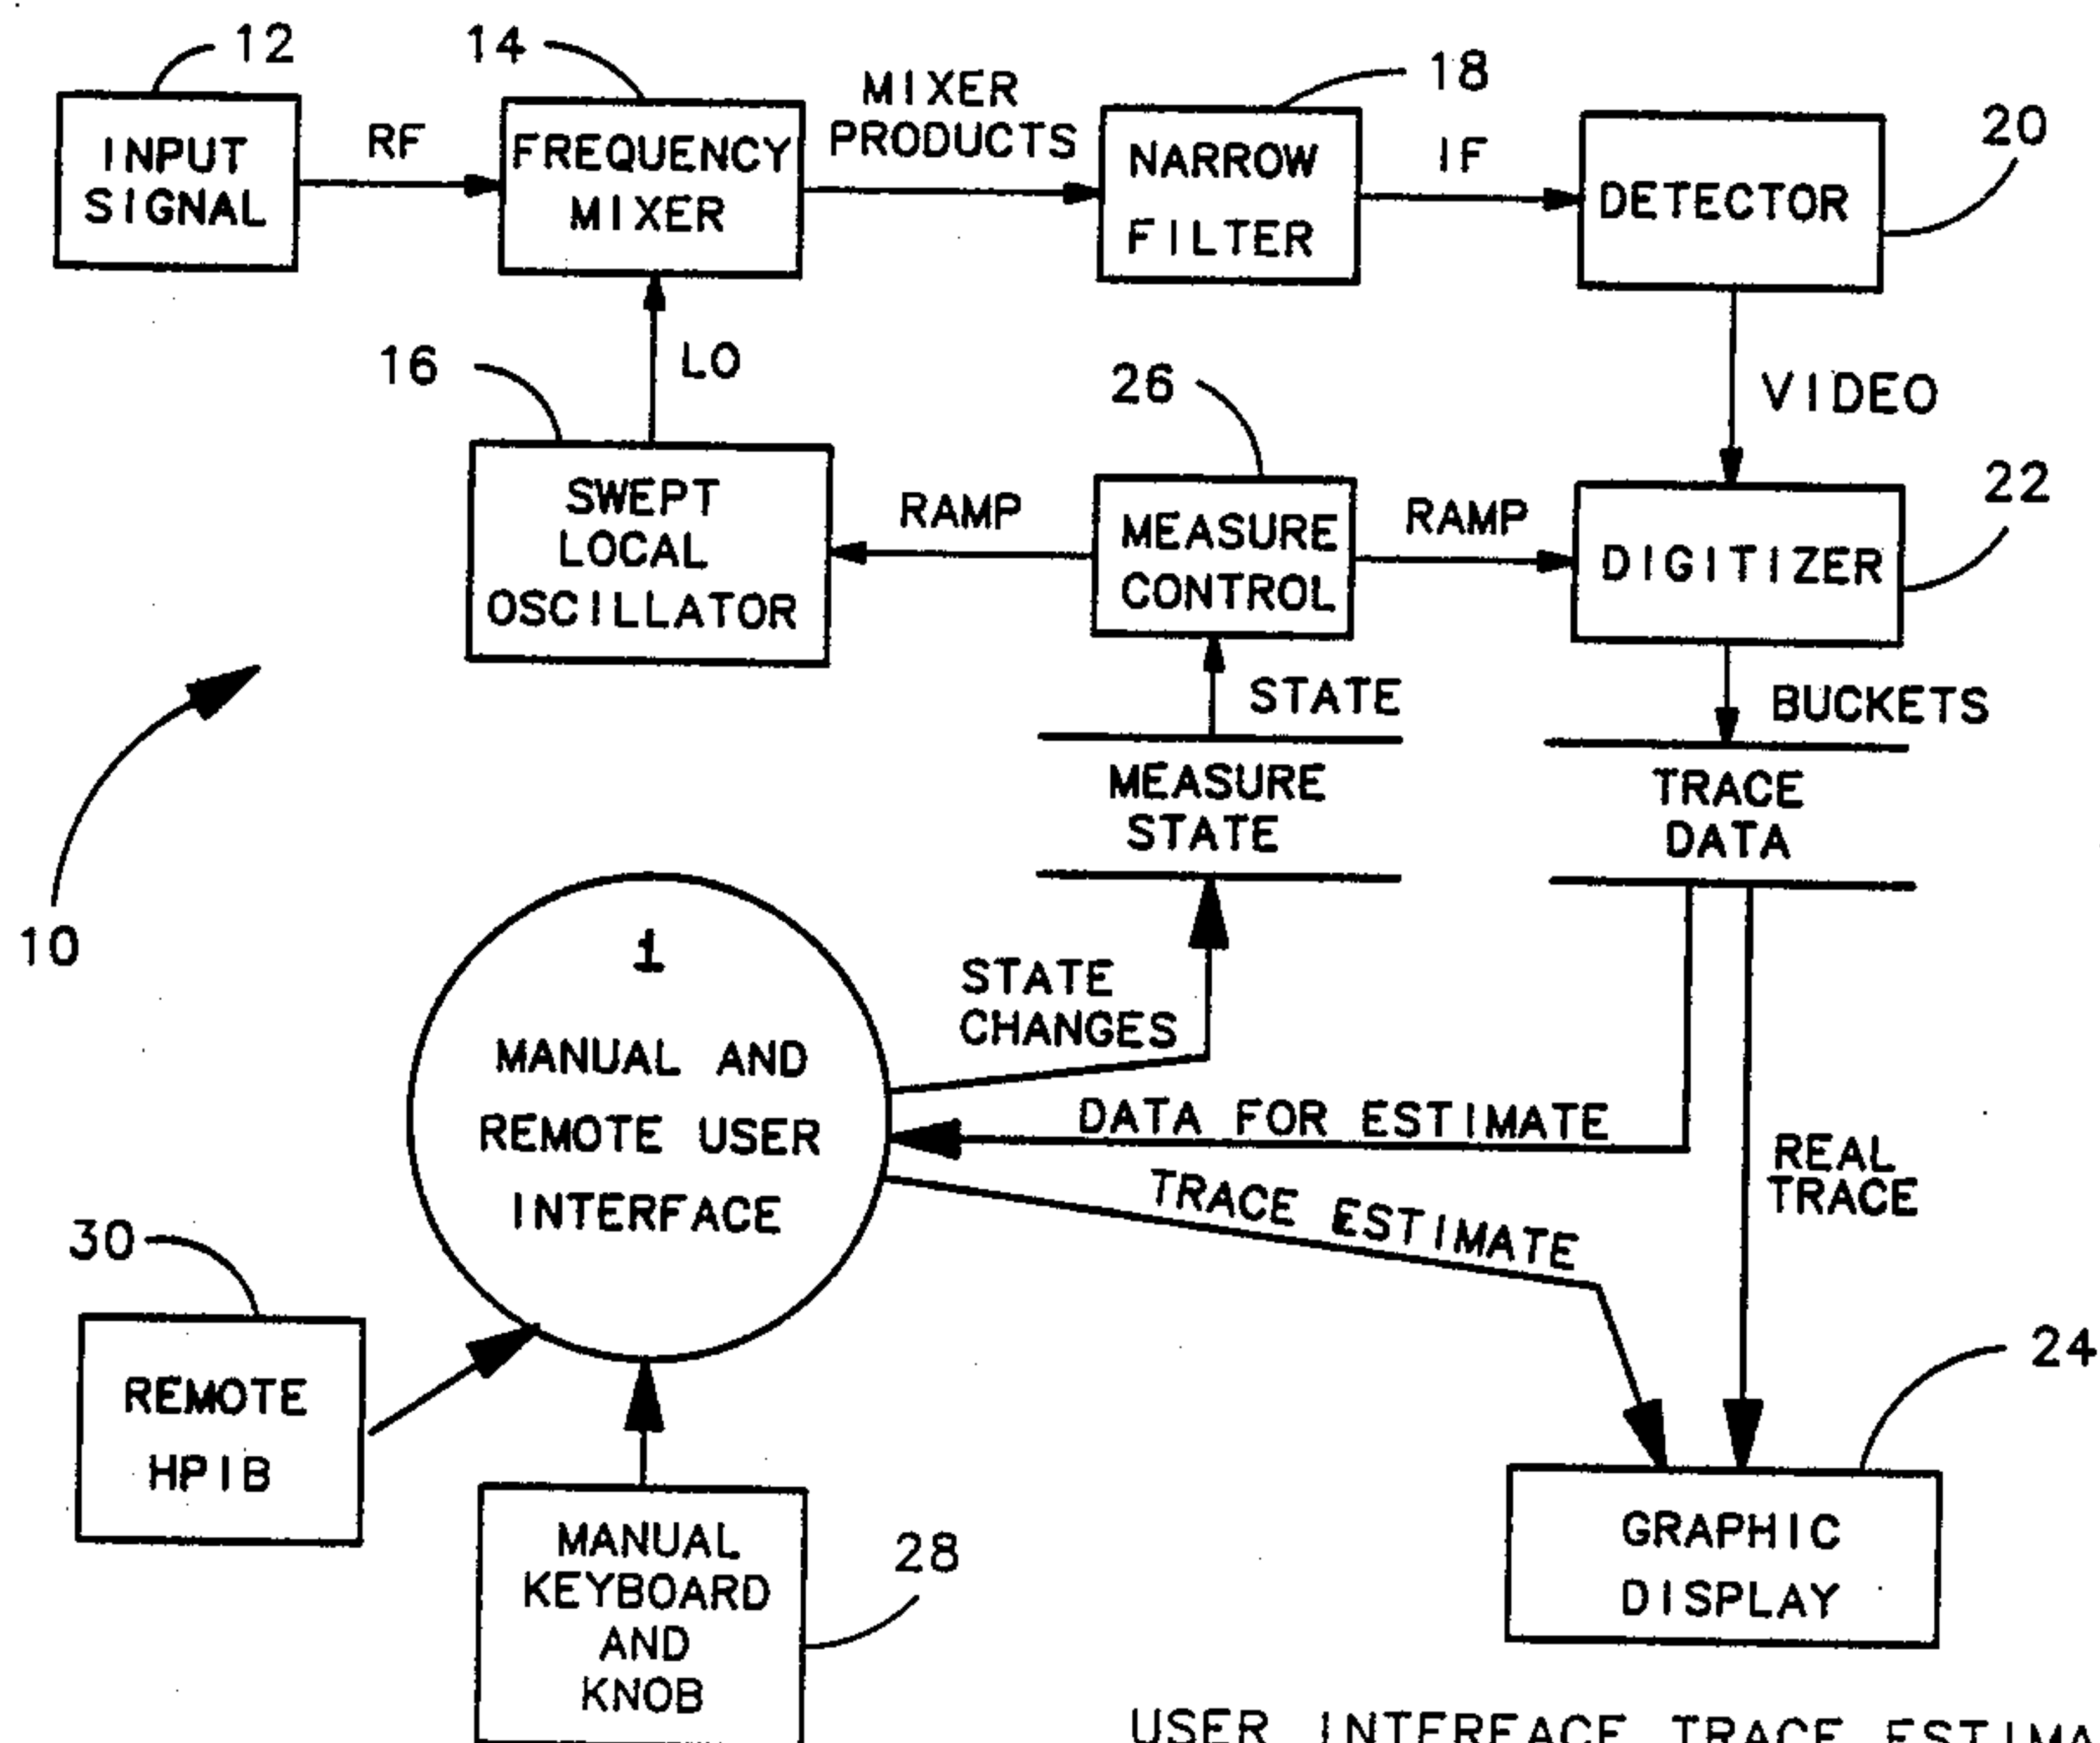 12
14
MIXER
PRODUCTS
18
20
INPUT
SIGNAL
RF
FREQUENCY
MIXER
NARROW
FILTER
IF
DETECTOR
16
LO
26
VIDEO
22
SWEPT
LOCAL
OSCILLATOR
RAMP
MEASURE
CONTROL
RAMP
DIGITIZER
STATE
BUCKETS
MEASURE
STATE
TRACE
DATA
10
1
MANUAL AND
REMOTE USER
INTERFACE
STATE
CHANGES
DATA FOR ESTIMATE
TRACE ESTIMATE
REAL
TRACE
30
REMOTE
HPIB
24
MANUAL
KEYBOARD
AND
KNOB
28
GRAPHIC
DISPLAY
USER INTERFACE TRACE